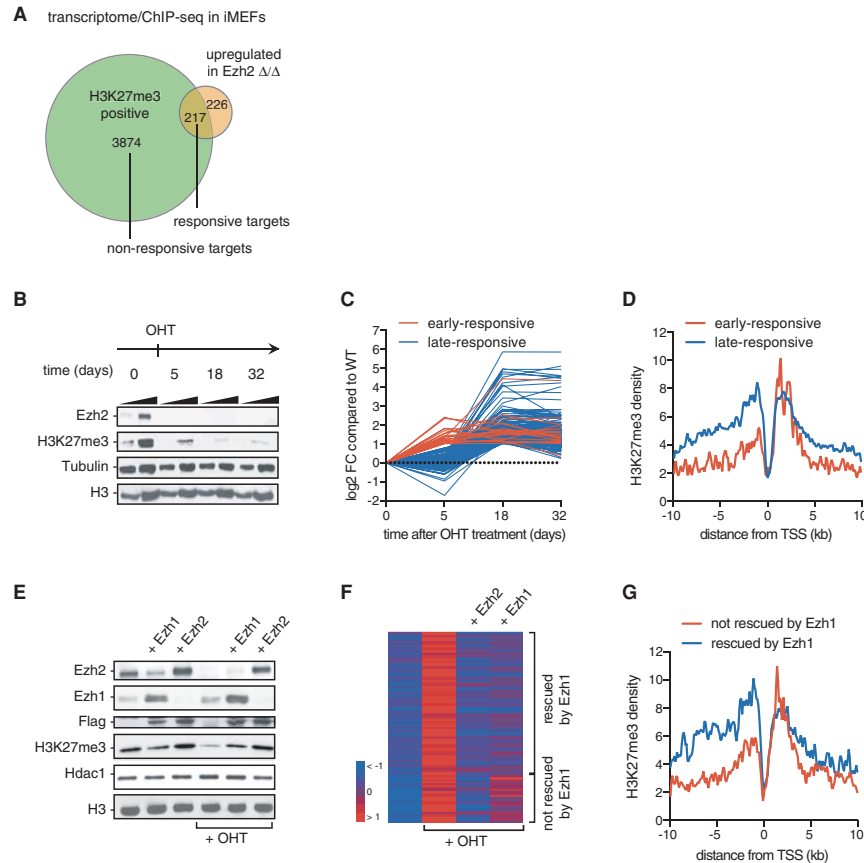 A transcriptome/ChIP-seq in iMEFs
upregulated
in Ezh2 Δ/Δ
H3K27me3
positive
226
217
3874
responsive targets
non-responsive targets
B
OHT
time (days) 0 5 18 32
Ezh2
H3K27me3
Tubulin
H3
C
early-responsive
late-responsive
log2 FC compared to WT
7
6
5
4
3
2
1
0
-1
-2
0 5 18 32
time after OHT treatment (days)
D
early-responsive
late-responsive
H3K27me3 density
12
10
8
6
4
2
0
-10 -5 0 5 10
distance from TSS (kb)
E
+ Ezh1
+ Ezh2
+ Ezh1
+ Ezh2
Ezh2
Ezh1
Flag
H3K27me3
Hdac1
H3
+ OHT
F
+ Ezh2
+ Ezh1
rescued
by Ezh1
not rescued
by Ezh1
< -1
0
> 1
+ OHT
G
not rescued by Ezh1
rescued by Ezh1
H3K27me3 density
12
10
8
6
4
2
0
-10 -5 0 5 10
distance from TSS (kb)